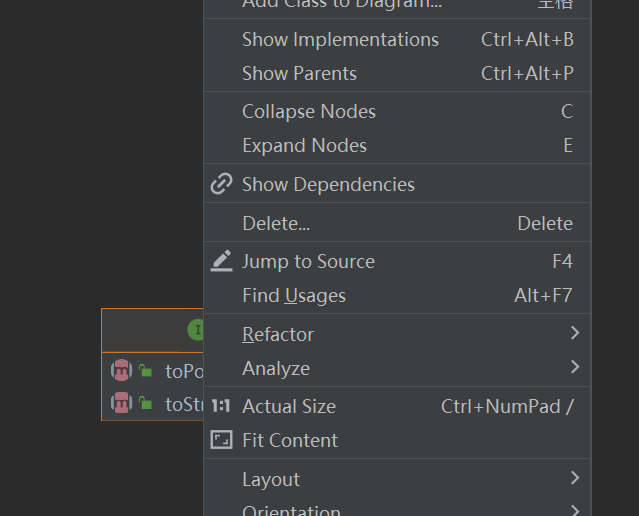 Add Class to Diagram... 空格
Show Implementations Ctrl+Alt+B
Show Parents Ctrl+Alt+P
Collapse Nodes C
Expand Nodes E
Show Dependencies
Delete... Delete
Jump to Source F4
Find Usages Alt+F7
I
Refactor
m toPo
Analyze
m toStr
1:1 Actual Size Ctrl+NumPad /
Fit Content
Layout
Orientation